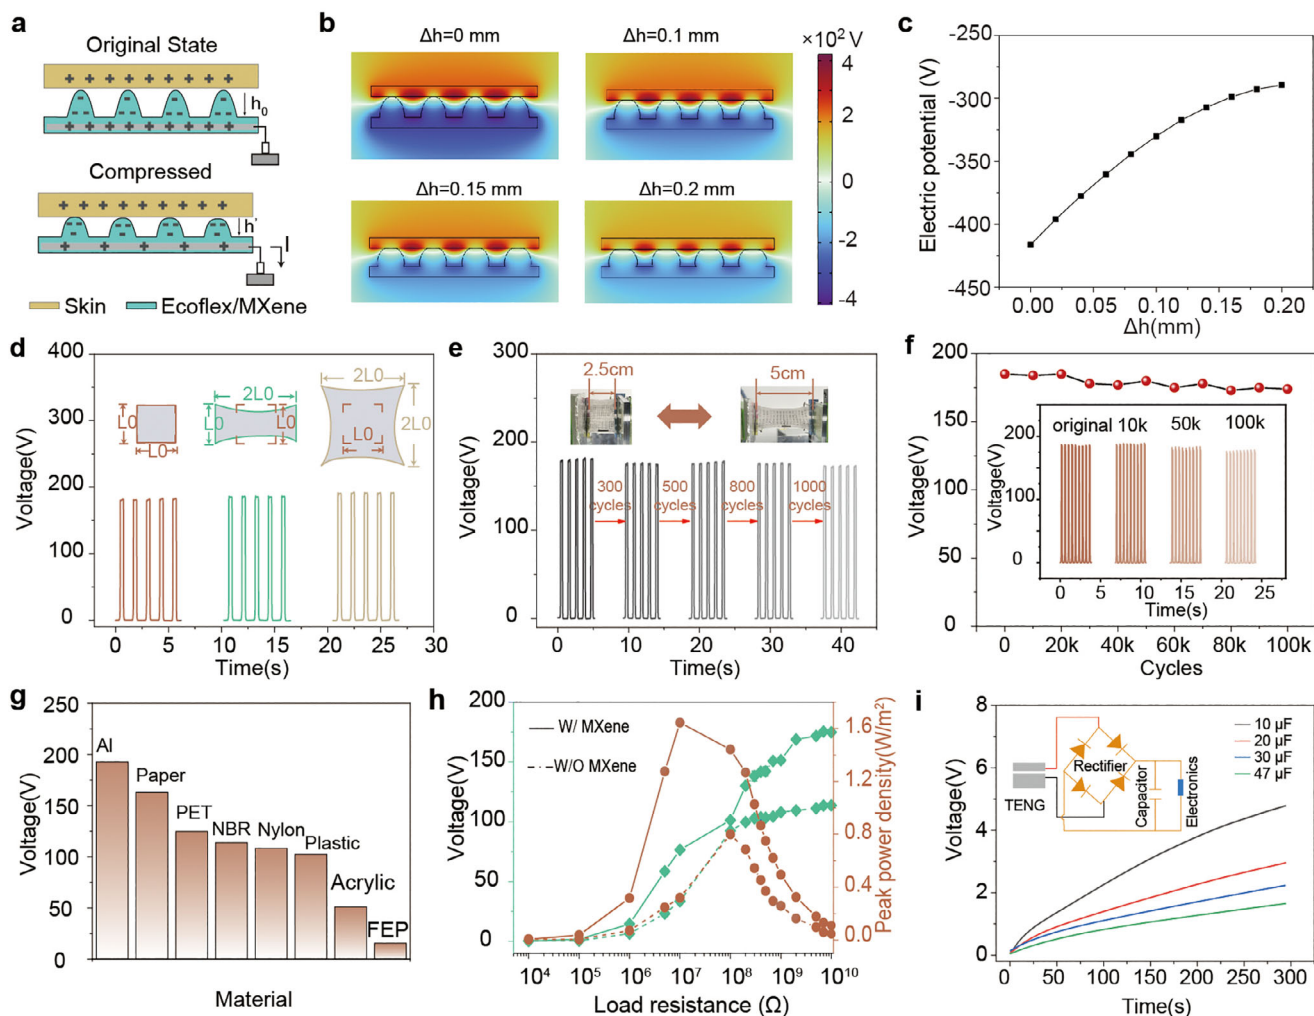 a
Original State
h0
Compressed
h'
I
Skin
Ecoflex/MXene
b
Δh=0 mm
Δh=0.1 mm
×10² V
Δh=0.15 mm
Δh=0.2 mm
4
2
0
-2
-4
c
Electric potential (V)
-250
-300
-350
-400
-450
0.00 0.05 0.10 0.15 0.20
Δh(mm)
d
Voltage(V)
400
300
200
100
0
L0
L0
2L0
L0
L0
2L0
2L0
L0
0 5 10 15 20 25 30
Time(s)
e
Voltage(V)
300
200
100
0
2.5cm
5cm
300 cycles
500 cycles
800 cycles
1000 cycles
0 10 20 30 40
Time(s)
f
Voltage(V)
200
150
100
50
0
original 10k 50k 100k
Voltage(V)
200
150
100
0
0 5 10 15 20 25
Time(s)
0 20k 40k 60k 80k 100k
Cycles
g
Voltage(V)
250
200
150
100
50
0
Al
Paper
PET
NBR
Nylon
Plastic
Acrylic
FEP
Material
h
Voltage(V)
200
150
100
50
0
W/ MXene
W/O MXene
Peak power density(W/m²)
1.6
1.2
0.8
0.4
0.0
10⁴ 10⁵ 10⁶ 10⁷ 10⁸ 10⁹ 10¹⁰
Load resistance (Ω)
i
Voltage(V)
8
6
4
2
0
TENG
Rectifier
Capacitor
Electronics
10 µF
20 µF
30 µF
47 µF
0 50 100 150 200 250 300
Time(s)